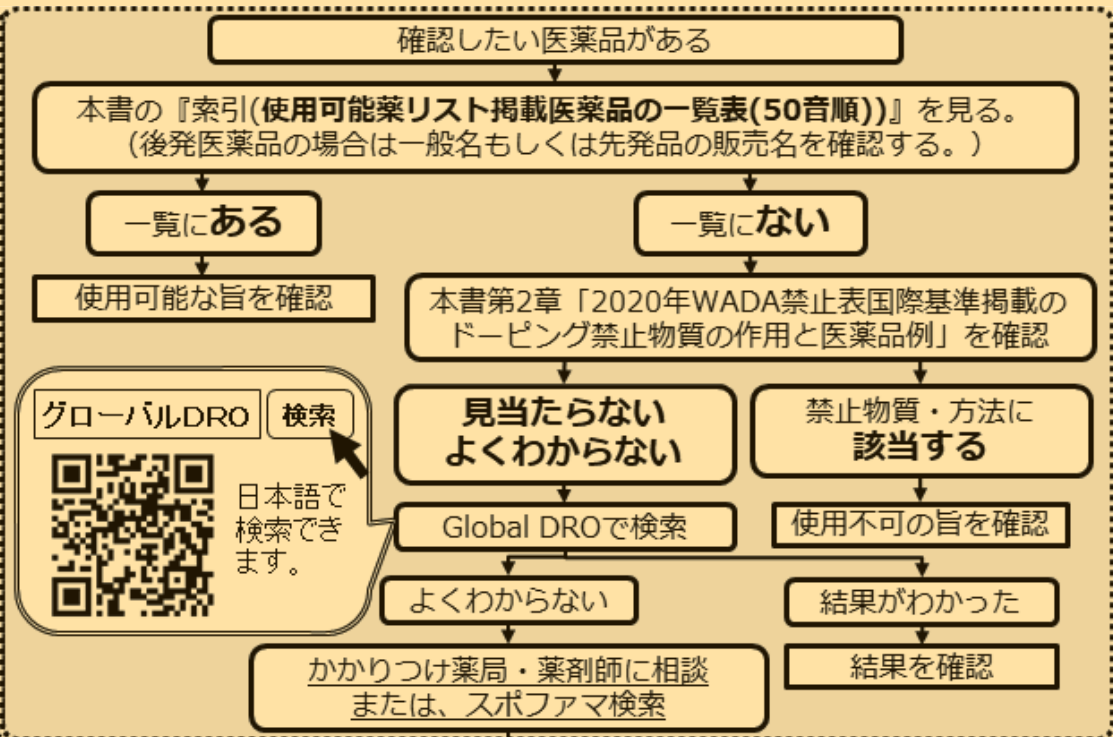 確認したい医薬品がある
本書の『索引(使用可能薬リスト掲載医薬品の一覧表(50音順))』を見る。
(後発医薬品の場合は一般名もしくは先発品の販売名を確認する。)
一覧にある
一覧にない
使用可能な旨を確認
本書第2章「2020年WADA禁止表国際基準掲載の
ドーピング禁止物質の作用と医薬品例」を確認
グローバルDRO
検索
日本語で
検索でき
ます。
見当たらない
よくわからない
禁止物質・方法に
該当する
Global DROで検索
使用不可の旨を確認
よくわからない
結果がわかった
かかりつけ薬局・薬剤師に相談
または、スポファマ検索
結果を確認